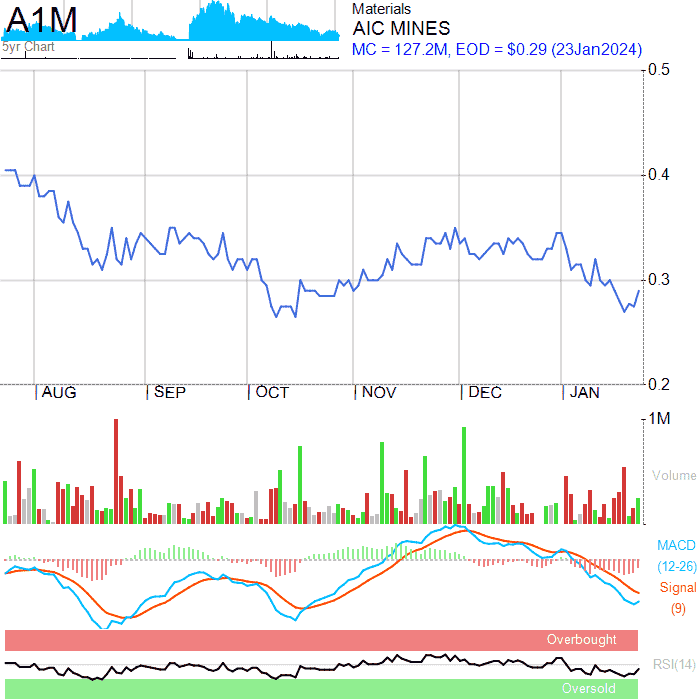 A1M
5yr Chart
Materials
AIC MINES
MC = 127.2M, EOD = $0.29 (23Jan2024)
0.5
0.4
0.3
0.2
AUG SEP OCT NOV DEC JAN
1M
Volume
MACD
(12-26)
Signal
(9)
Overbought
RSI(14)
Oversold